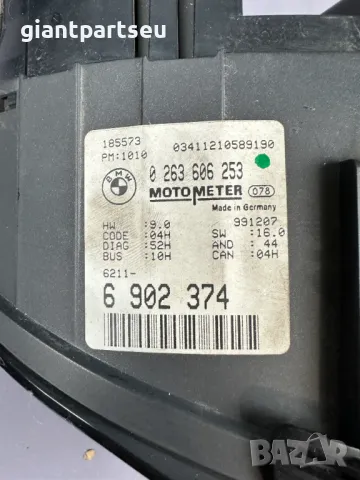 giantpartseu
185573
03411210589190
PM:1010
BMW
0 263 606 253
MOTOMETER 078
Made in Germany
HW :9.0
991207
CODE :04H
SW :16.0
DIAG :52H
AND : 44
BUS :10H
CAN :04H
6211-
6 902 374
BAZAR
bg